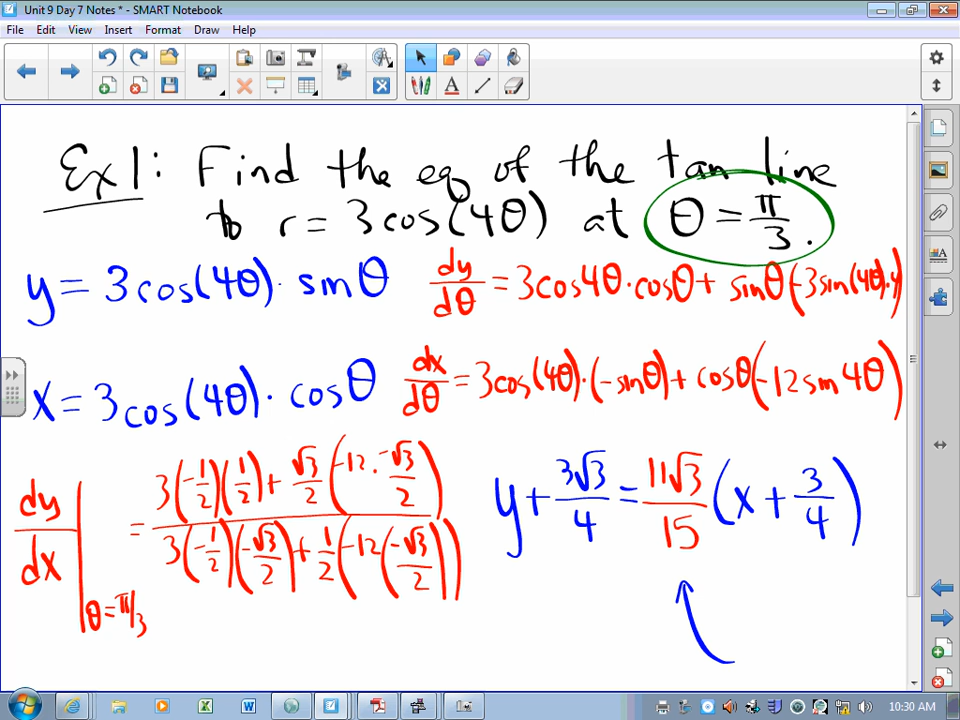 Unit 9 Day 7 Notes * - SMART Notebook
File Edit View Insert Format Draw Help
Ex 1: Find the eq of the tan line
to r = 3cos(4θ) at θ = π/3.
y = 3cos(4θ) · sinθ
dy/dθ = 3cos4θ · cosθ + sinθ(-3sin(4θ)·4)
x = 3cos(4θ) · cosθ
dx/dθ = 3cos(4θ) · (-sinθ) + cosθ(-12sin4θ)
dy/dx | θ=π/3 = (3(-1/2)(1/2) + √3/2(-12 · -√3/2)) / (3(-1/2)(-√3/2) + 1/2(-12(-√3/2)))
y + 3√3/4 = 11√3/15 (x + 3/4)
10:30 AM